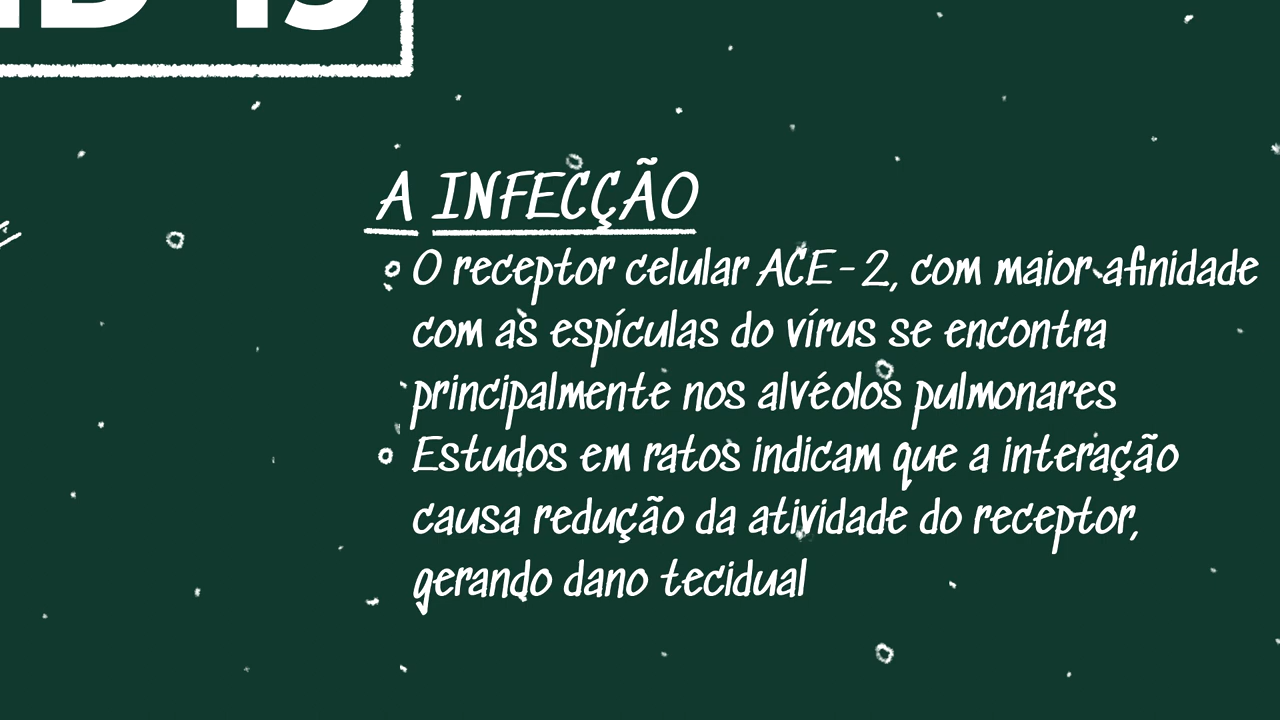 A INFECÇÃO
O receptor celular ACE-2, com maior afinidade
com as espículas do vírus se encontra
principalmente nos alvéolos pulmonares
Estudos em ratos indicam que a interação
causa redução da atividade do receptor,
gerando dano tecidual